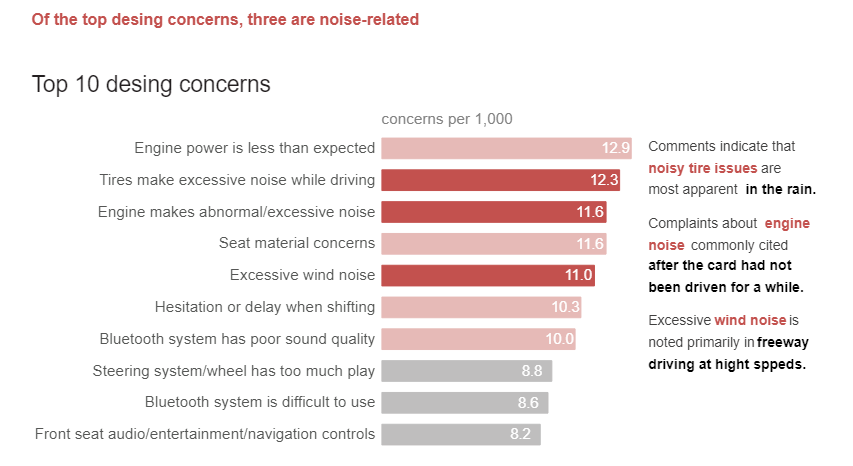 Of the top desing concerns, three are noise-related
Top 10 desing concerns
concerns per 1,000
Engine power is less than expected 12.9
Tires make excessive noise while driving 12.3
Engine makes abnormal/excessive noise 11.6
Seat material concerns 11.6
Excessive wind noise 11.0
Hesitation or delay when shifting 10.3
Bluetooth system has poor sound quality 10.0
Steering system/wheel has too much play 8.8
Bluetooth system is difficult to use 8.6
Front seat audio/entertainment/navigation controls 8.2
Comments indicate that
noisy tire issues are
most apparent in the rain.
Complaints about engine
noise commonly cited
after the card had not
been driven for a while.
Excessive wind noise is
noted primarily in freeway
driving at hight sppeds.